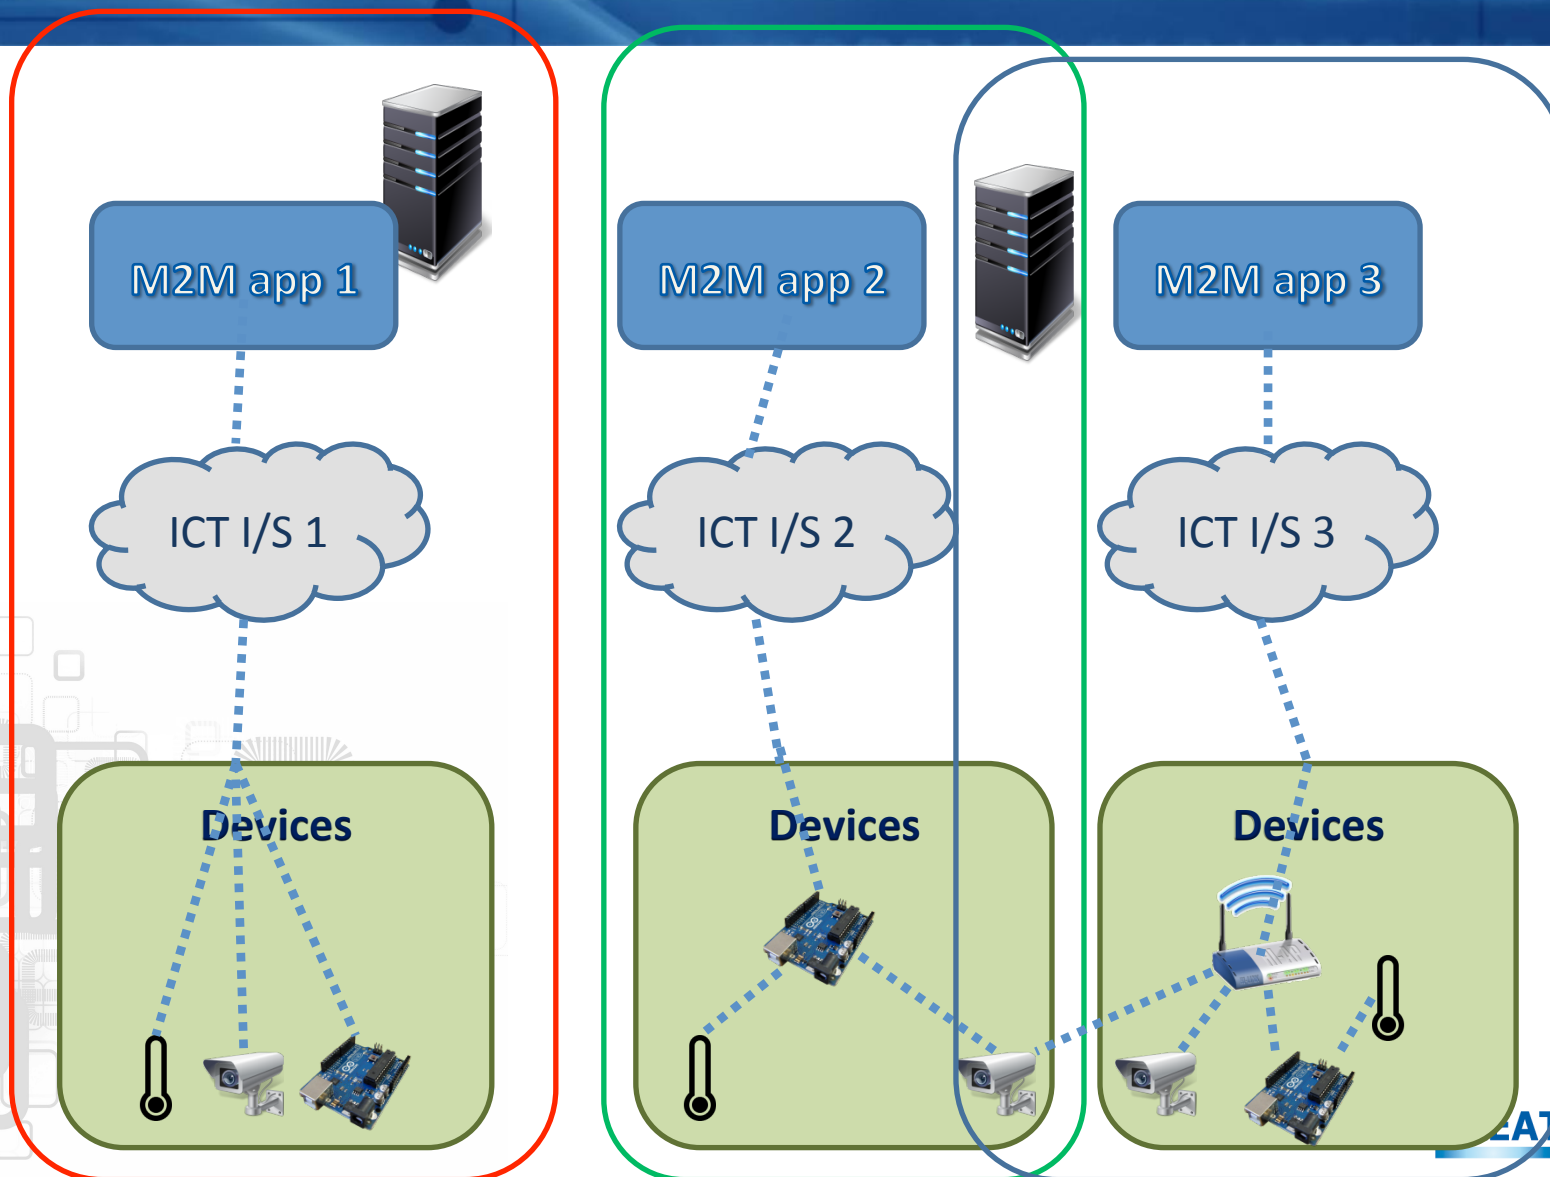 M2M app 1
M2M app 2
M2M app 3
ICT I/S 1
ICT I/S 2
ICT I/S 3
Devices
Devices
Devices